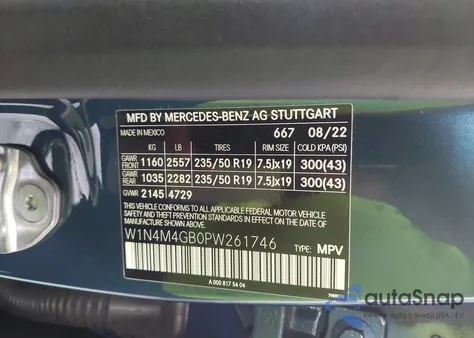 MFD BY MERCEDES-BENZ AG STUTTGART
MADE IN MEXICO 667 08/22
KG LB TIRES RIM SIZE COLD KPA (PSI)
GAWR FRONT 1160 2557 235/50 R19 7.5Jx19 300(43)
GAWR REAR 1035 2282 235/50 R19 7.5Jx19 300(43)
GVWR 2145 4729
THIS VEHICLE CONFORMS TO ALL APPLICABLE FEDERAL MOTOR VEHICLE
SAFETY, BUMPER, AND THEFT PREVENTION STANDARDS IN EFFECT ON THE DATE
OF MANUFACTURE SHOWN ABOVE.
W1N4M4GB0PW261746 TYPE: MPV
A 000 817 54 04
autoSnap